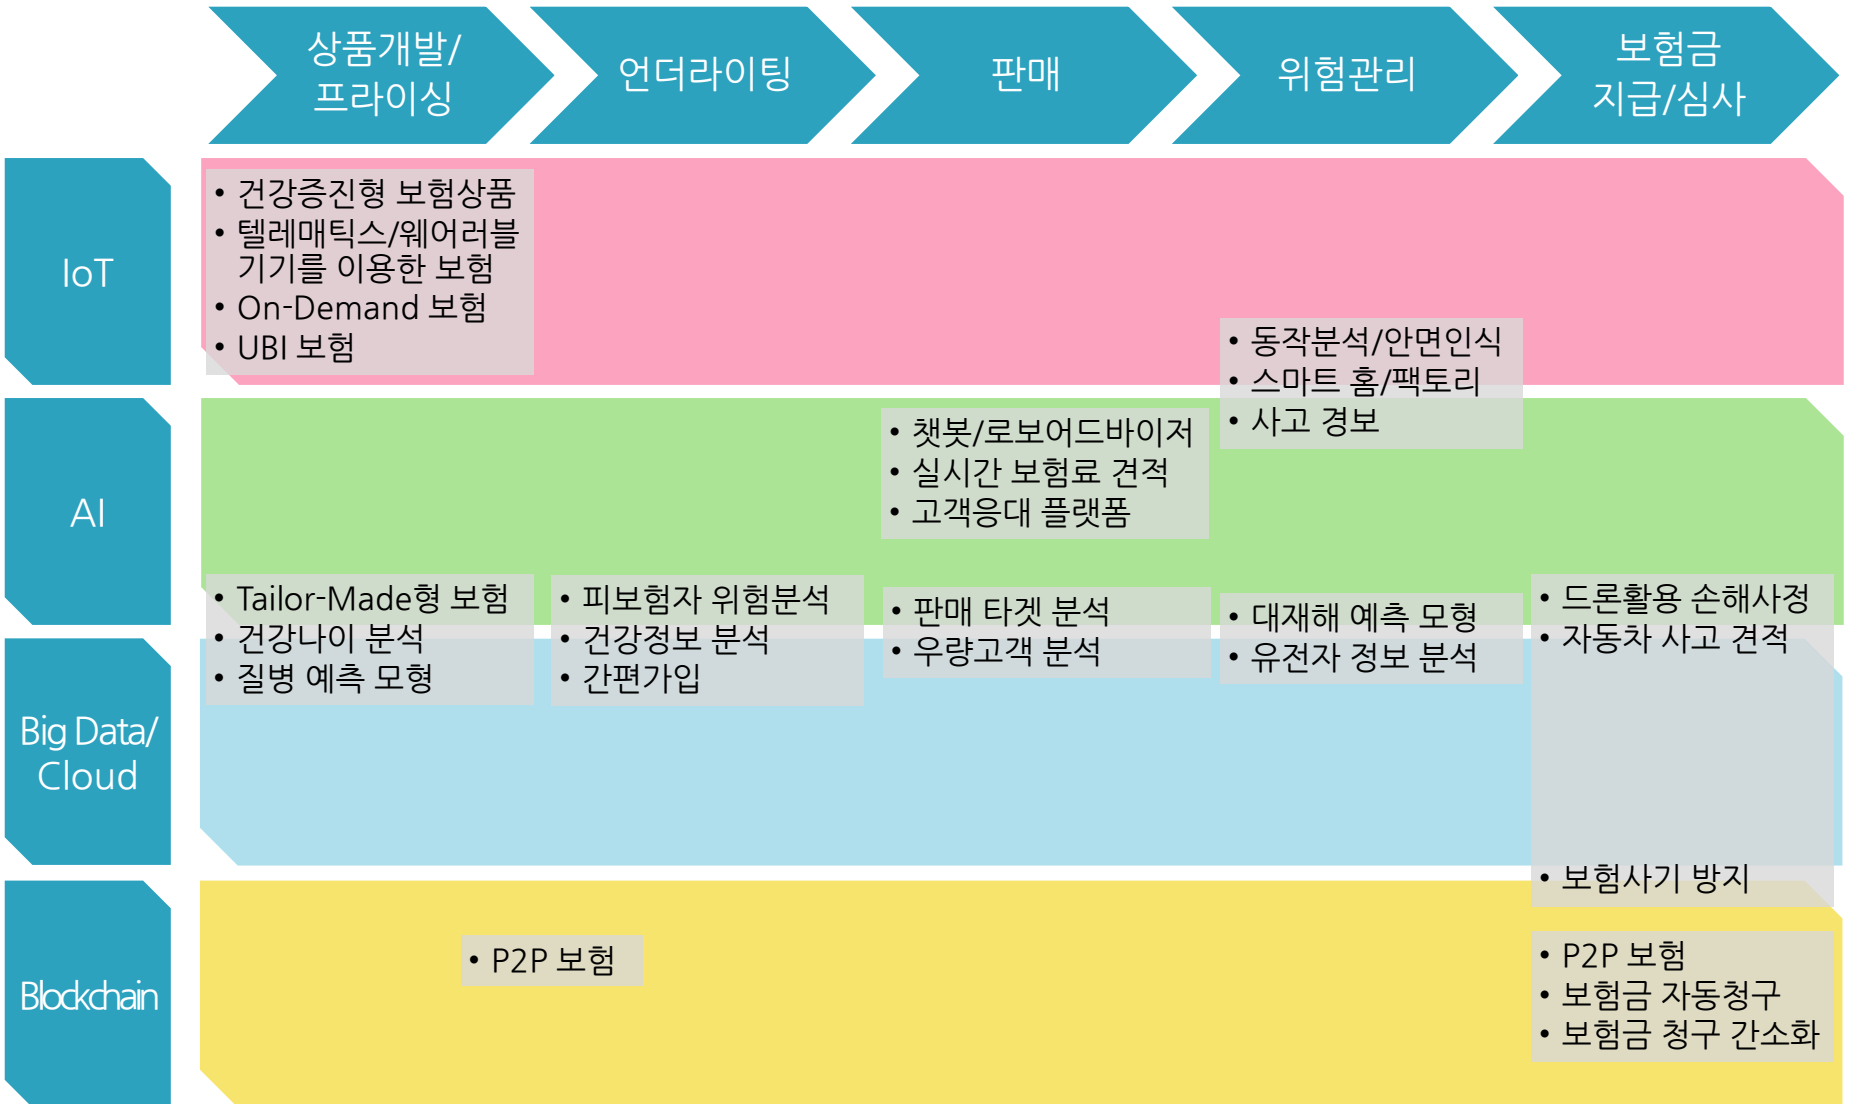 상품개발/
프라이싱
언더라이팅
판매
위험관리
보험금
지급/심사
IoT
• 건강증진형 보험상품
• 텔레매틱스/웨어러블
기기를 이용한 보험
• On-Demand 보험
• UBI 보험
• 동작분석/안면인식
• 스마트 홈/팩토리
• 사고 경보
AI
• 챗봇/로보어드바이저
• 실시간 보험료 견적
• 고객응대 플랫폼
• Tailor-Made형 보험
• 건강나이 분석
• 질병 예측 모형
• 피보험자 위험분석
• 건강정보 분석
• 간편가입
• 판매 타겟 분석
• 우량고객 분석
• 대재해 예측 모형
• 유전자 정보 분석
• 드론활용 손해사정
• 자동차 사고 견적
• 보험사기 방지
Big Data/
Cloud
Blockchain
• P2P 보험
• P2P 보험
• 보험금 자동청구
• 보험금 청구 간소화